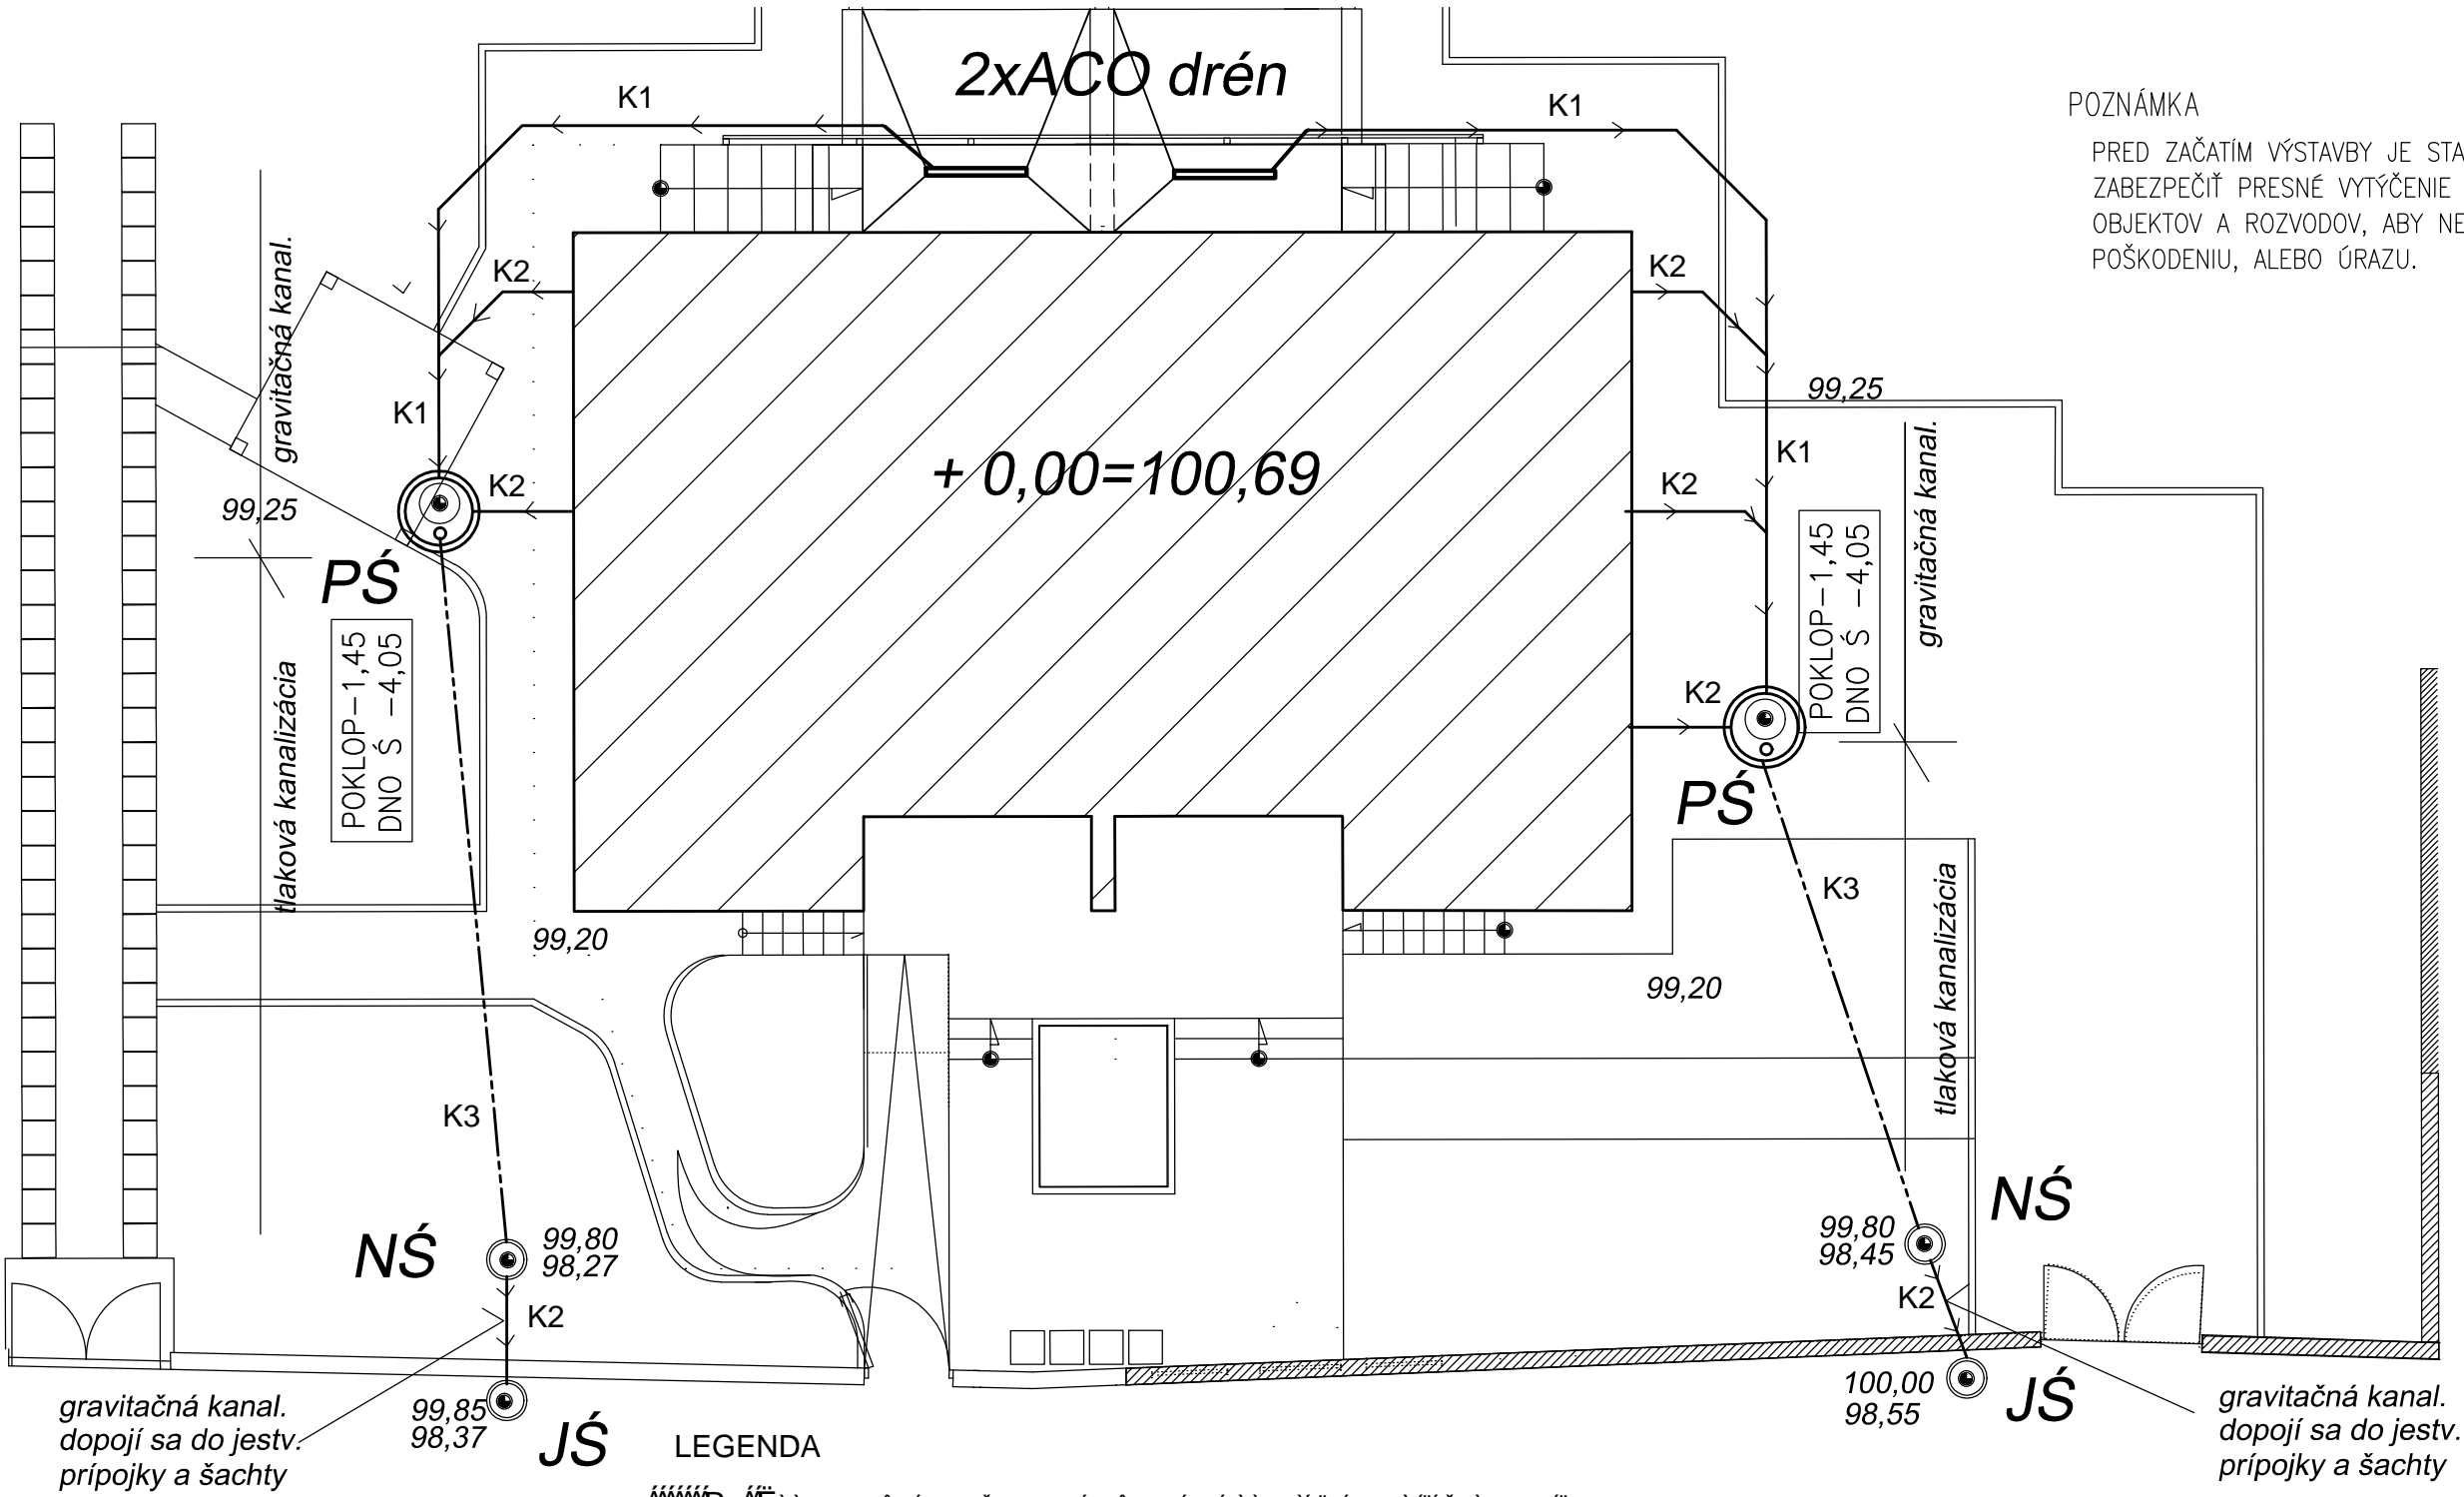 2xACO drén
K1
K1
POZNÁMKA
PRED ZAČATÍM VÝSTAVBY JE
ZABEZPEČIŤ PRESNÉ VYTÝČENIE
OBJEKTOV A ROZVODOV, ABY
POŠKODENIU, ALEBO ÚRAZU.
K2
K2
gravitačná kanal.
99,25
K1
K1
gravitačná kanal.
+ 0,00=100,69
K2
K2
99,25
PŚ
POKLOP-1,45
DNO Ś -4,05
POKLOP-1,45
DNO Ś -4,05
tlaková kanalizácia
K2
PŚ
K3
tlaková kanalizácia
99,20
99,20
K3
NŚ
99,80
98,27
NŚ
99,80
98,45
K2
K2
99,85
98,37
JŚ
100,00
98,55
JŚ
gravitačná kanal.
dopojí sa do jestv.
prípojky a šachty
gravitačná kanal.
dopojí sa do jestv.
prípojky a šachty
LEGENDA